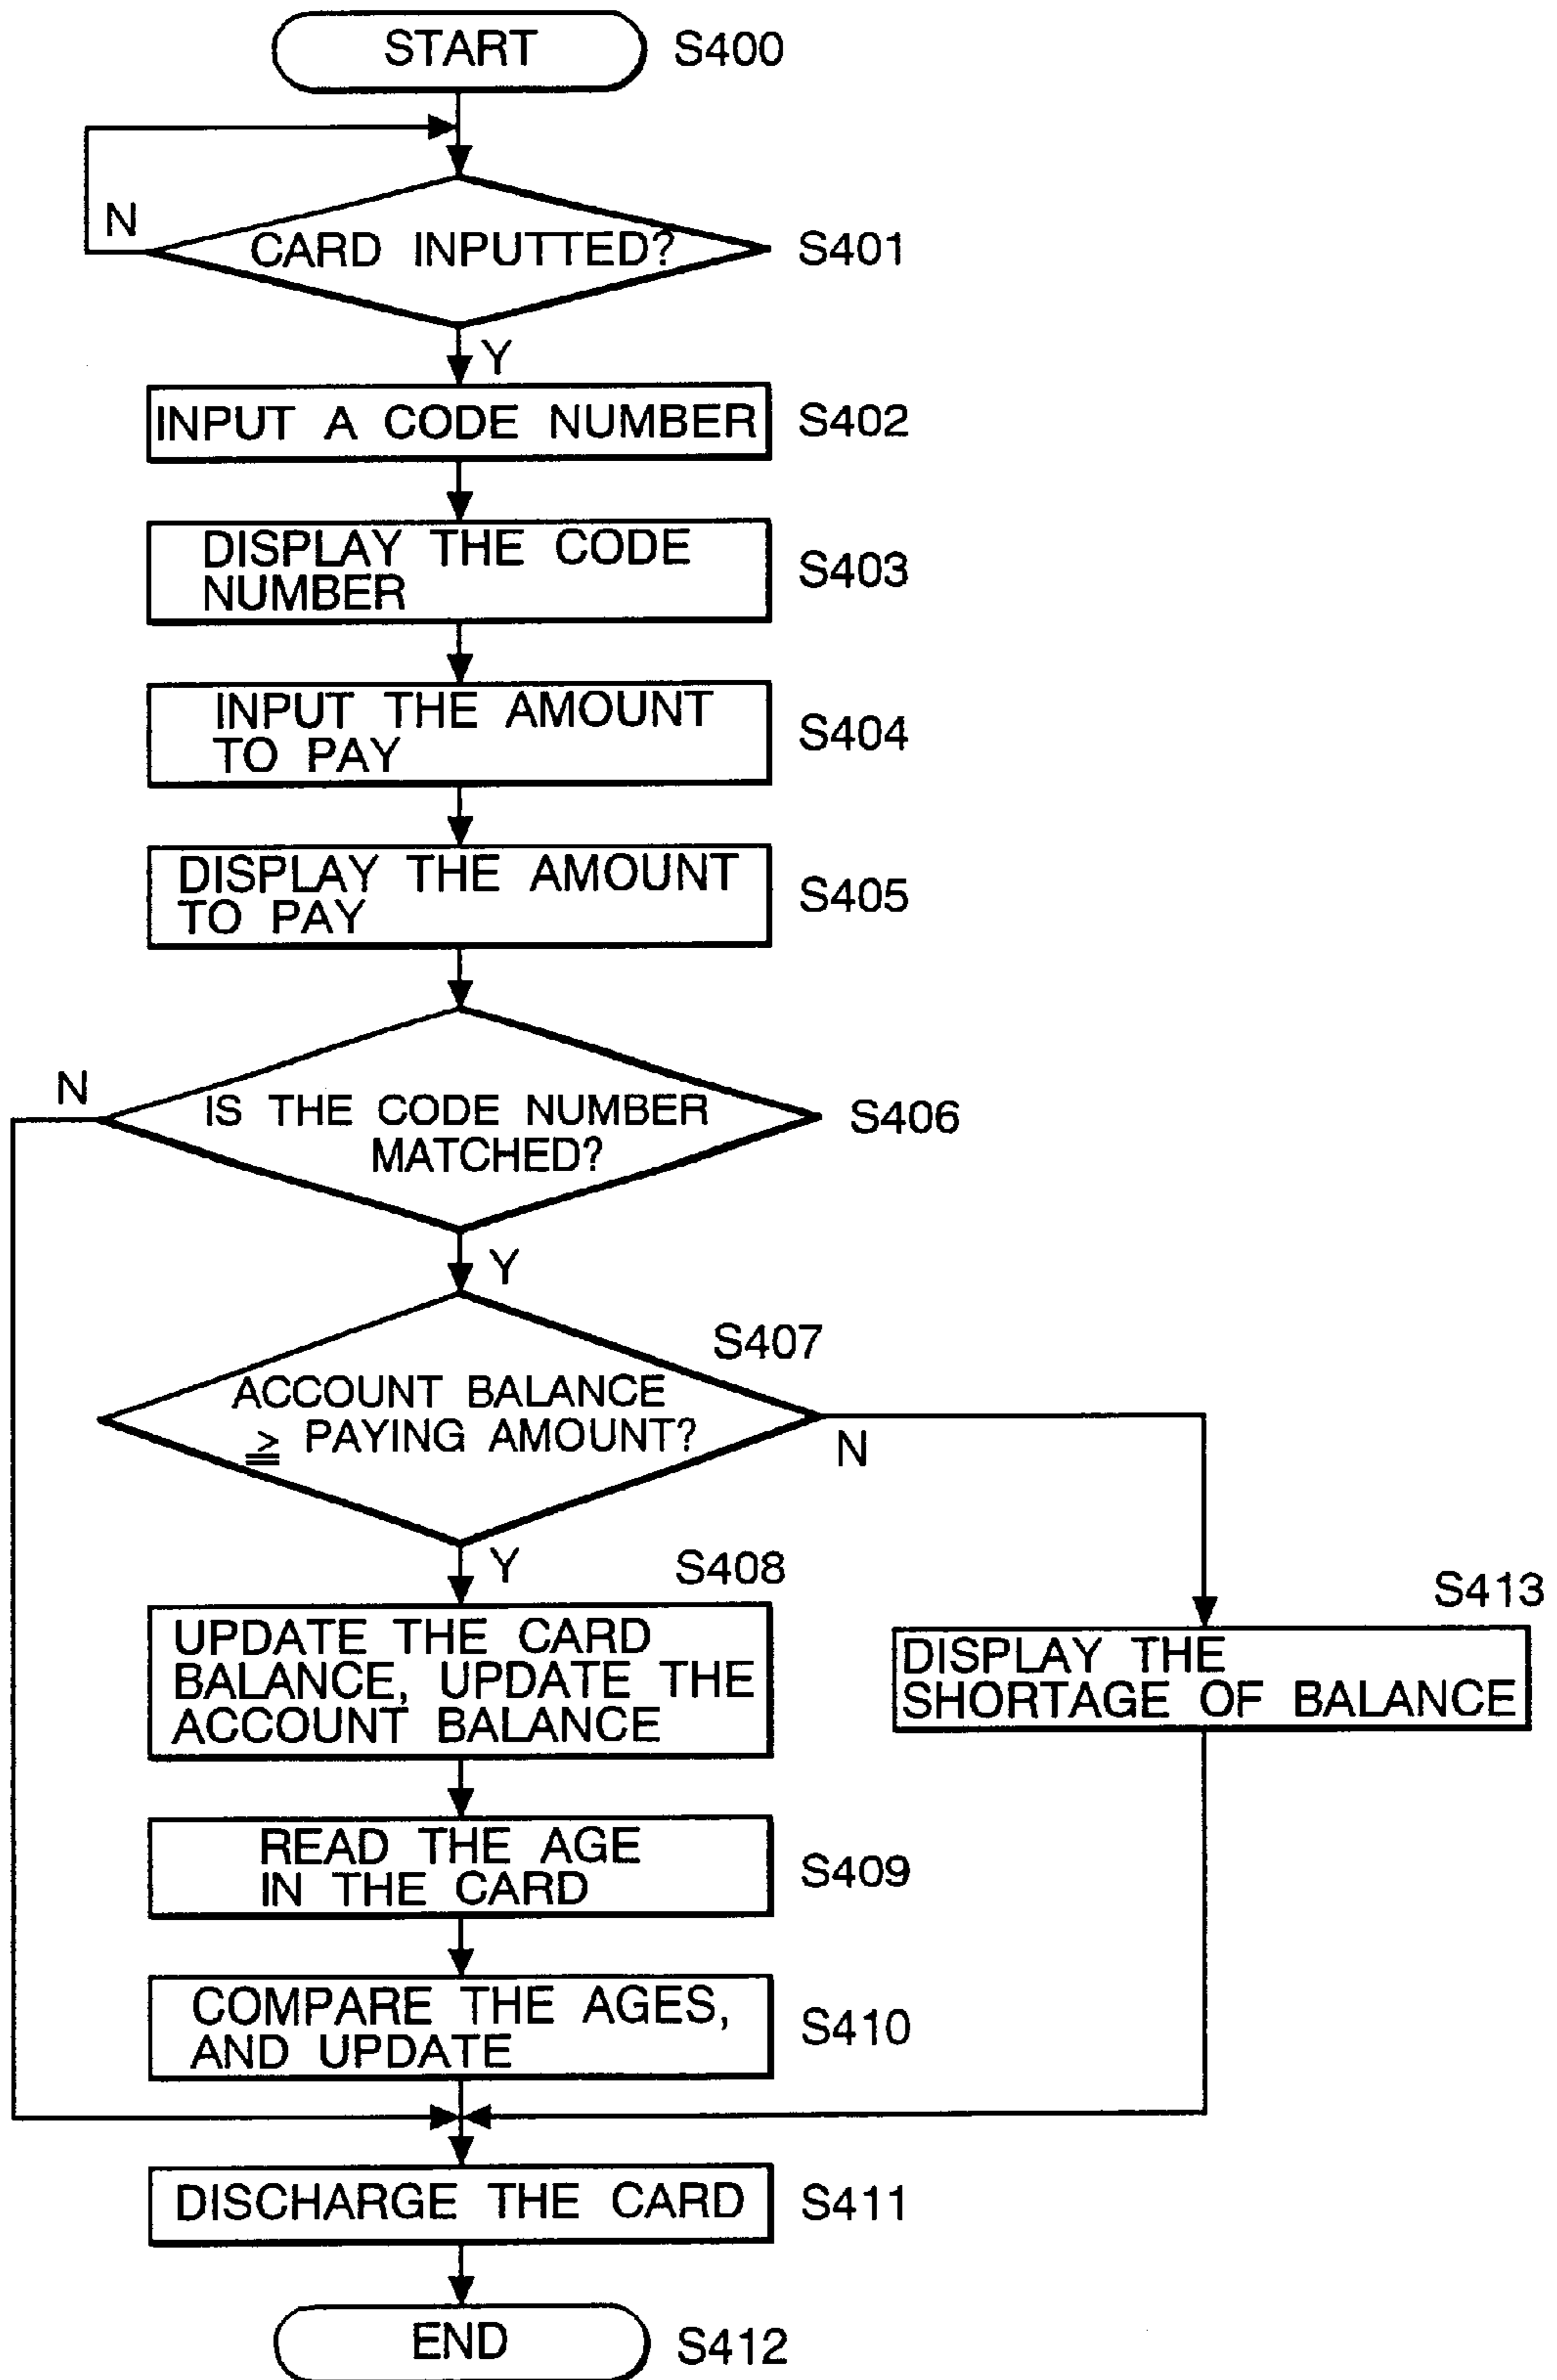 START S400
N
CARD INPUTTED? S401
Y
INPUT A CODE NUMBER S402
DISPLAY THE CODE
NUMBER
S403
INPUT THE AMOUNT
TO PAY
S404
DISPLAY THE AMOUNT
TO PAY
S405
N
IS THE CODE NUMBER
MATCHED?
S406
Y
S407
ACCOUNT BALANCE
≧ PAYING AMOUNT?
N
Y
S408
UPDATE THE CARD
BALANCE, UPDATE THE
ACCOUNT BALANCE
S413
DISPLAY THE
SHORTAGE OF BALANCE
READ THE AGE
IN THE CARD
S409
COMPARE THE AGES,
AND UPDATE
S410
DISCHARGE THE CARD S411
END S412